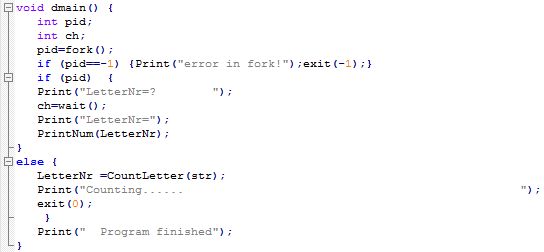 void dmain() {
int pid;
int ch;
pid=fork();
if (pid==-1) {Print("error in fork!");exit(-1);}
if (pid)  {
Print("LetterNr=?        ");
ch=wait();
Print("LetterNr=");
PrintNum(LetterNr);
}
else {
LetterNr =CountLetter(str);
Print("Counting......                                                  ");
exit(0);
}
Print("  Program finished");
}